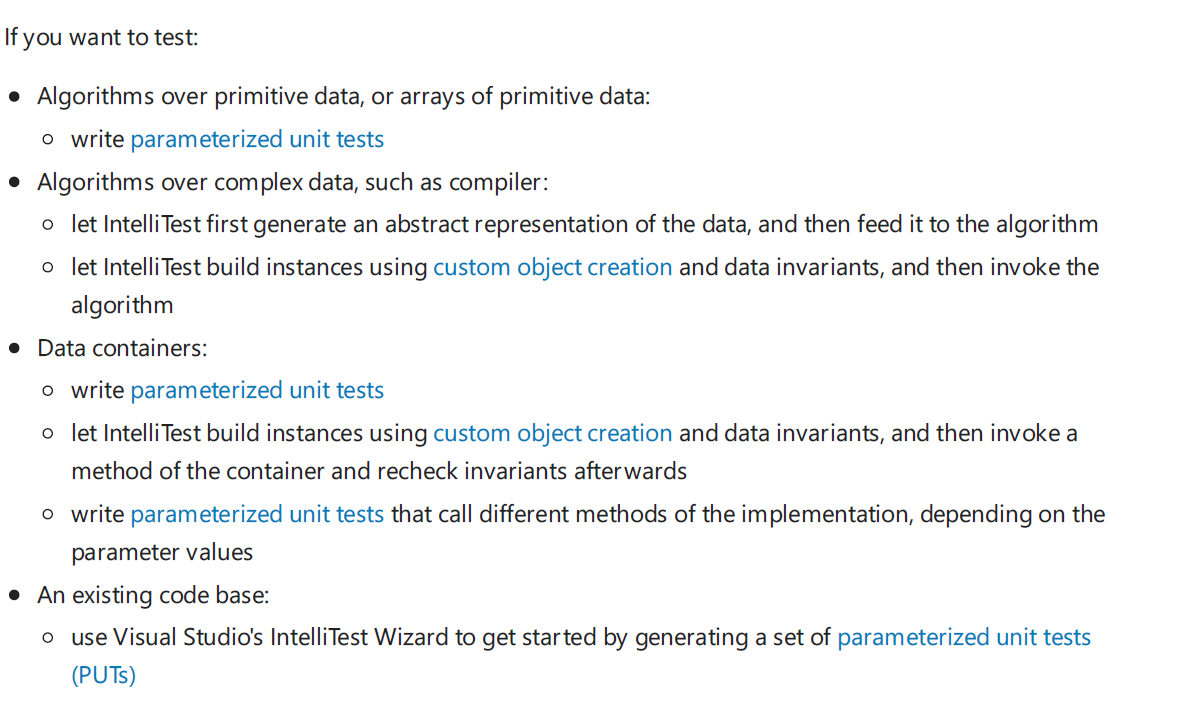 If you want to test:
Algorithms over primitive data, or arrays of primitive data:
write parameterized unit tests
Algorithms over complex data, such as compiler:
let IntelliTest first generate an abstract representation of the data, and then feed it to the algorithm
let IntelliTest build instances using custom object creation and data invariants, and then invoke the
algorithm
Data containers:
write parameterized unit tests
let IntelliTest build instances using custom object creation and data invariants, and then invoke a
method of the container and recheck invariants afterwards
write parameterized unit tests that call different methods of the implementation, depending on the
parameter values
An existing code base:
use Visual Studio's IntelliTest Wizard to get started by generating a set of parameterized unit tests
(PUTs)